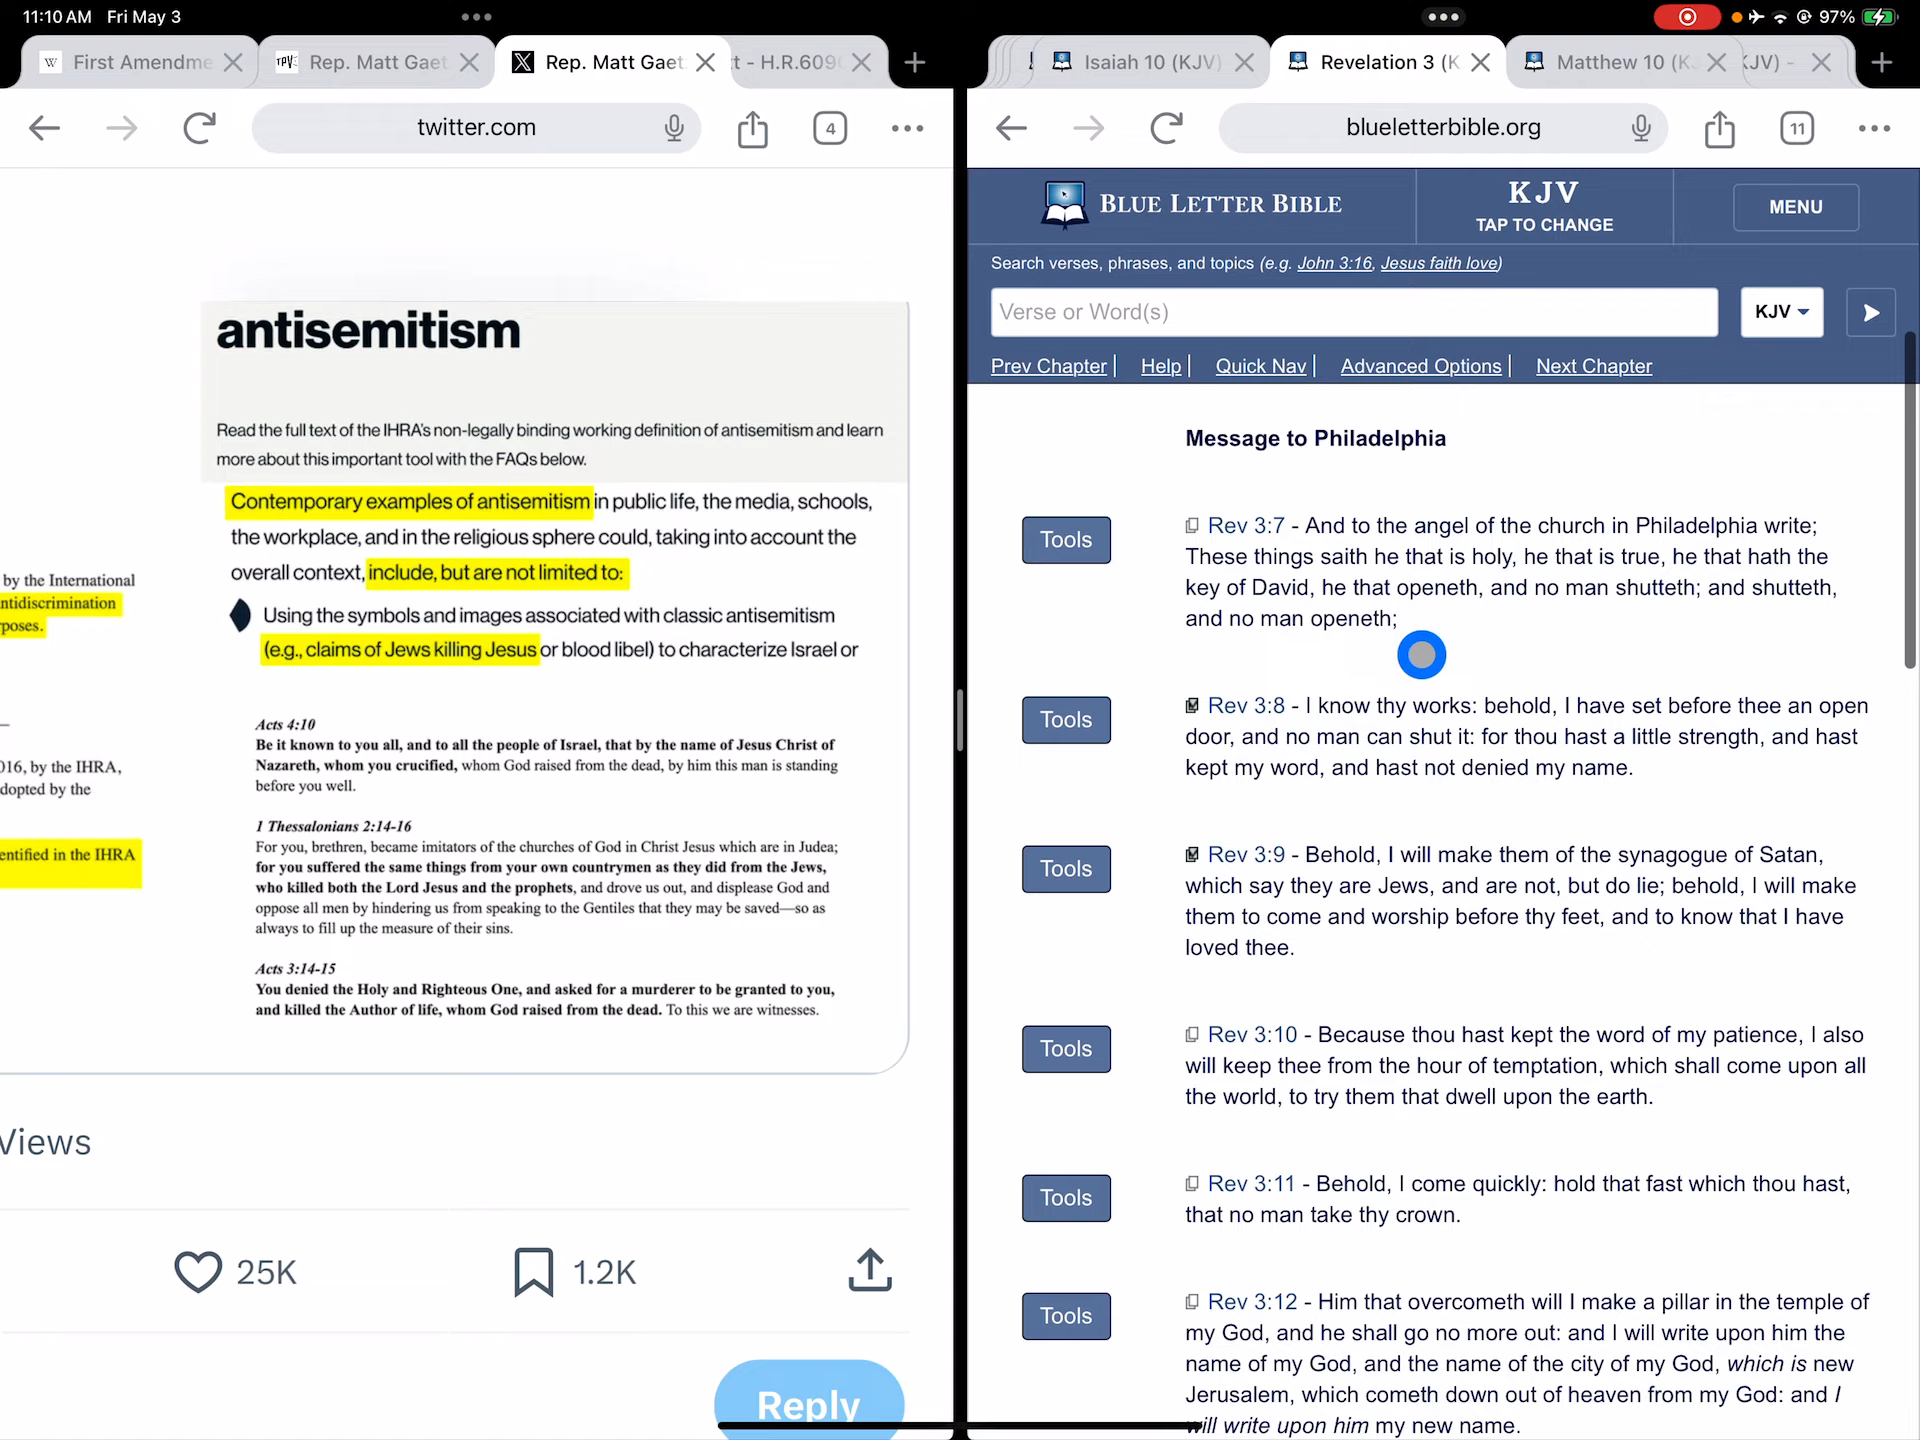 11:10 AM Fri May 3
97%
First Amendme
Rep. Matt Gaet
Rep. Matt Gaet
t - H.R.609
Isaiah 10 (KJV)
Revelation 3 (K
Matthew 10 (K
KJV) -
twitter.com
4
blueletterbible.org
11
antisemitism
Read the full text of the IHRA's non-legally binding working definition of antisemitism and learn
more about this important tool with the FAQs below.
Contemporary examples of antisemitism in public life, the media, schools,
the workplace, and in the religious sphere could, taking into account the
overall context, include, but are not limited to:
Using the symbols and images associated with classic antisemitism
(e.g., claims of Jews killing Jesus or blood libel) to characterize Israel or
by the International
ntidiscrimination
poses.
016, by the IHRA,
dopted by the
entified in the IHRA
Acts 4:10
Be it known to you all, and to all the people of Israel, that by the name of Jesus Christ of
Nazareth, whom you crucified, whom God raised from the dead, by him this man is standing
before you well.
1 Thessalonians 2:14-16
For you, brethren, became imitators of the churches of God in Christ Jesus which are in Judea;
for you suffered the same things from your own countrymen as they did from the Jews,
who killed both the Lord Jesus and the prophets, and drove us out, and displease God and
oppose all men by hindering us from speaking to the Gentiles that they may be saved—so as
always to fill up the measure of their sins.
Acts 3:14-15
You denied the Holy and Righteous One, and asked for a murderer to be granted to you,
and killed the Author of life, whom God raised from the dead. To this we are witnesses.
Views
25K
1.2K
Reply
BLUE LETTER BIBLE
KJV
TAP TO CHANGE
MENU
Search verses, phrases, and topics (e.g. John 3:16, Jesus faith love)
Verse or Word(s)
KJV
Prev Chapter | Help | Quick Nav | Advanced Options | Next Chapter
Message to Philadelphia
Tools
Rev 3:7 - And to the angel of the church in Philadelphia write;
These things saith he that is holy, he that is true, he that hath the
key of David, he that openeth, and no man shutteth; and shutteth,
and no man openeth;
Tools
Rev 3:8 - I know thy works: behold, I have set before thee an open
door, and no man can shut it: for thou hast a little strength, and hast
kept my word, and hast not denied my name.
Tools
Rev 3:9 - Behold, I will make them of the synagogue of Satan,
which say they are Jews, and are not, but do lie; behold, I will make
them to come and worship before thy feet, and to know that I have
loved thee.
Tools
Rev 3:10 - Because thou hast kept the word of my patience, I also
will keep thee from the hour of temptation, which shall come upon all
the world, to try them that dwell upon the earth.
Tools
Rev 3:11 - Behold, I come quickly: hold that fast which thou hast,
that no man take thy crown.
Tools
Rev 3:12 - Him that overcometh will I make a pillar in the temple of
my God, and he shall go no more out: and I will write upon him the
name of my God, and the name of the city of my God, which is new
Jerusalem, which cometh down out of heaven from my God: and I
will write upon him my new name.